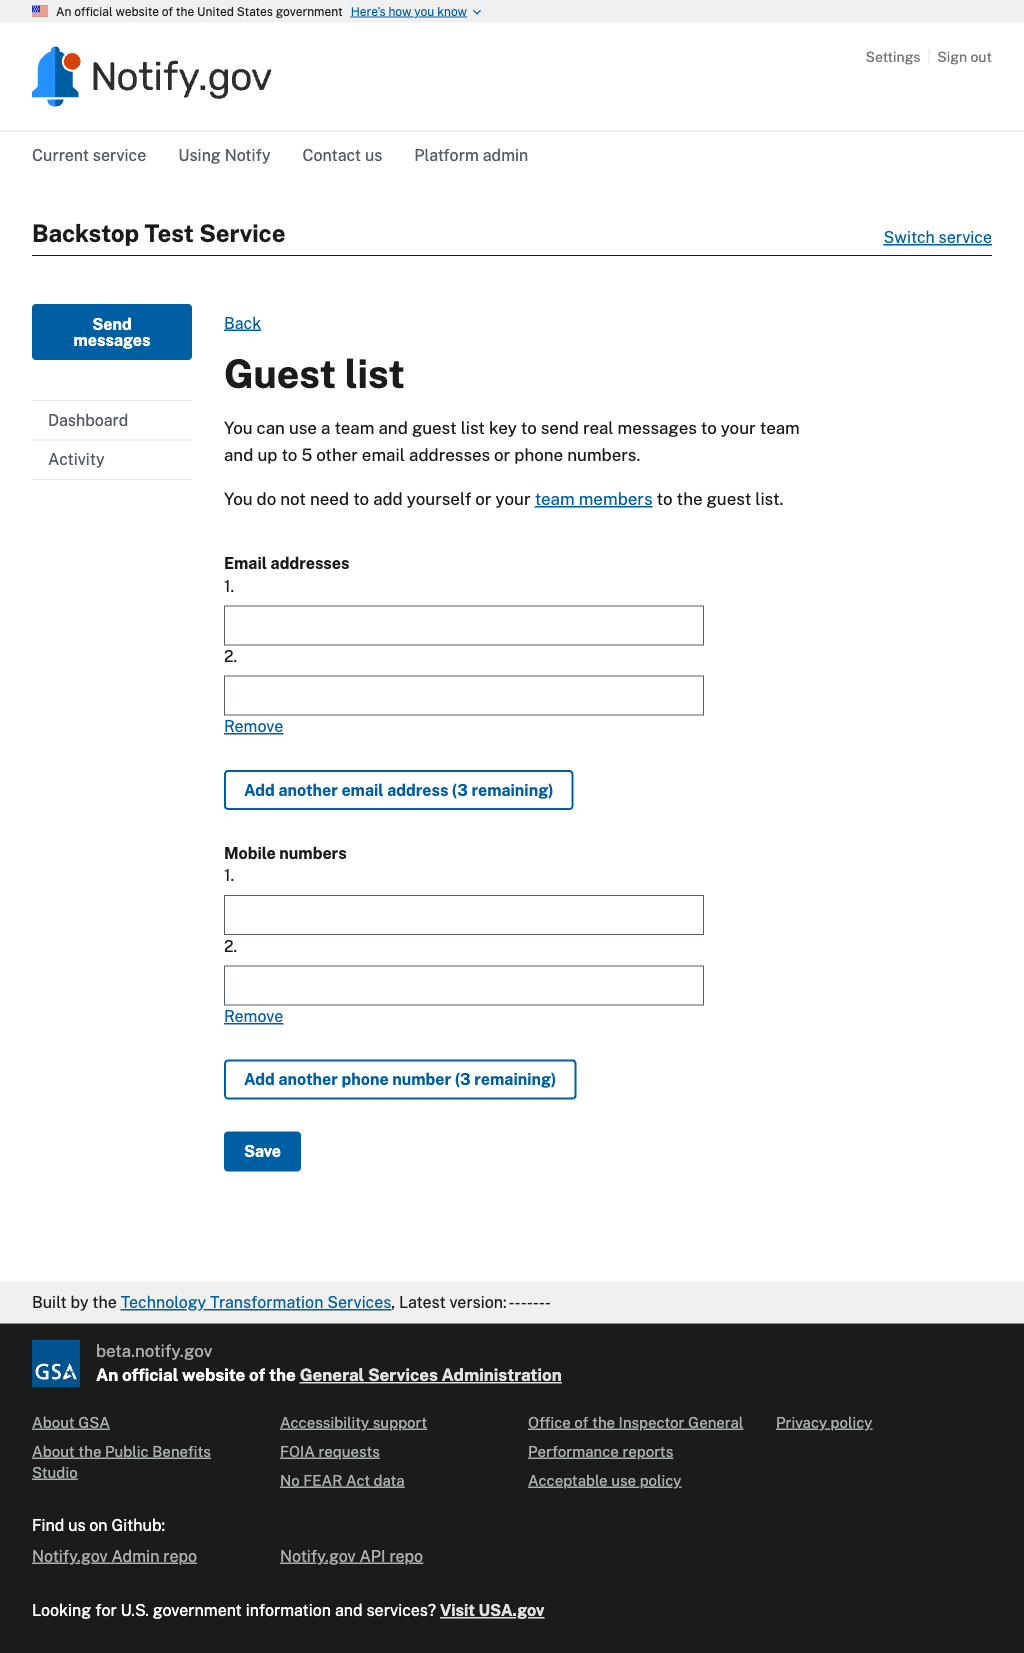 An official website of the United States government Here's how you know
Notify.gov
Settings Sign out
Current service Using Notify Contact us Platform admin
Backstop Test Service
Switch service
Send
messages
Dashboard
Activity
Back
Guest list
You can use a team and guest list key to send real messages to your team
and up to 5 other email addresses or phone numbers.
You do not need to add yourself or your team members to the guest list.
Email addresses
1.
2.
Remove
Add another email address (3 remaining)
Mobile numbers
1.
2.
Remove
Add another phone number (3 remaining)
Save
Built by the Technology Transformation Services, Latest version: -------
GSA
beta.notify.gov
An official website of the General Services Administration
About GSA
About the Public Benefits
Studio
Accessibility support
FOIA requests
No FEAR Act data
Office of the Inspector General
Performance reports
Acceptable use policy
Privacy policy
Find us on Github:
Notify.gov Admin repo
Notify.gov API repo
Looking for U.S. government information and services? Visit USA.gov